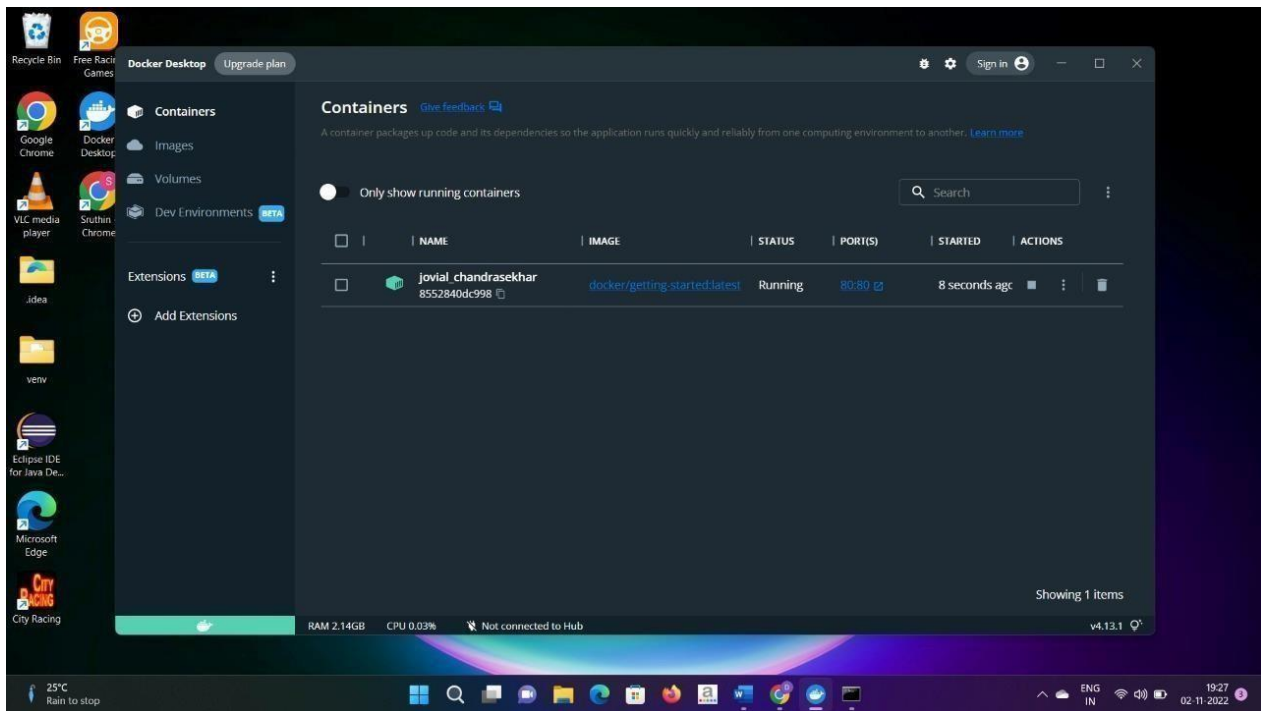 Recycle Bin
Free Racin
Games
Google
Chrome
Docker
Desktop
VLC media
player
Sruthin -
Chrome
.idea
venv
Eclipse IDE
for Java De...
Microsoft
Edge
CITY
RACING
City Racing
Docker Desktop Upgrade plan Sign in
Containers
Images
Volumes
Dev Environments BETA
Extensions BETA
Add Extensions
Containers Give feedback
A container packages up code and its dependencies so the application runs quickly and reliably from one computing environment to another. Learn more
Only show running containers Search
NAME IMAGE STATUS PORT(S) STARTED ACTIONS
jovial_chandrasekhar
8552840dc998
docker/getting-started:latest Running 80:80 8 seconds agc
Showing 1 items
RAM 2.14GB CPU 0.03% Not connected to Hub v4.13.1
25°C
Rain to stop
ENG
IN
19:27
02-11-2022
3